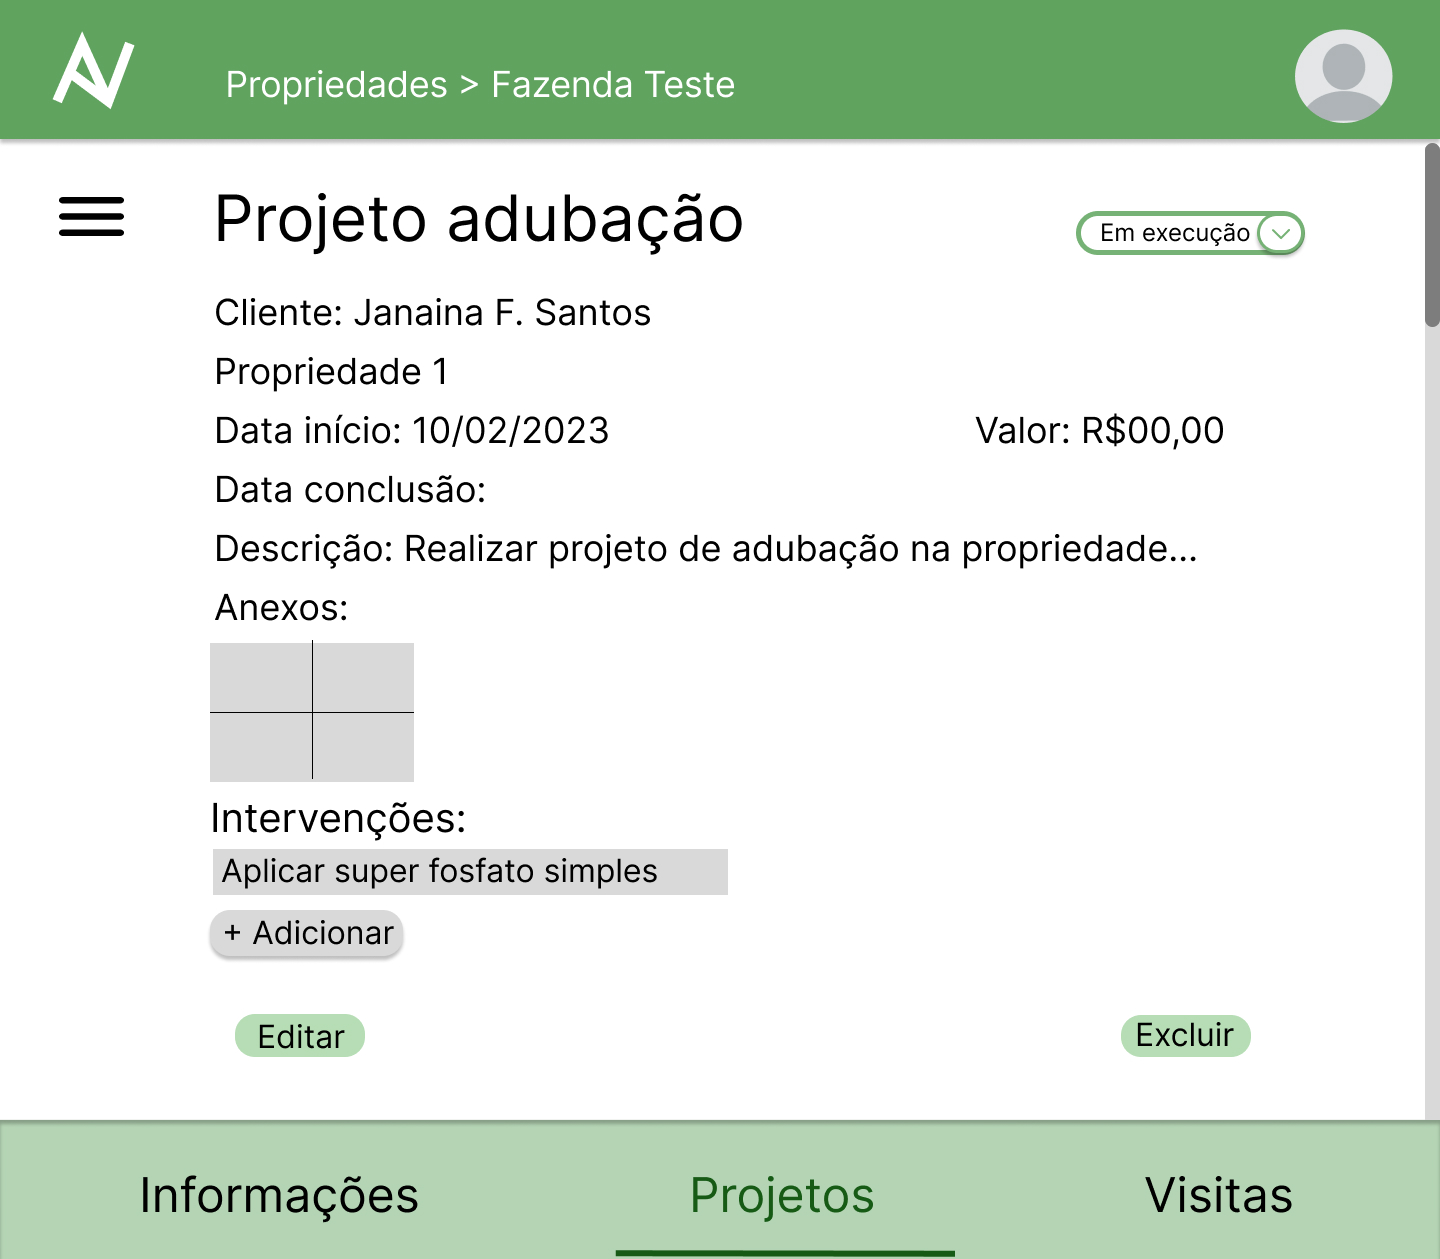 Propriedades > Fazenda Teste
Projeto adubação
Em execução
Cliente: Janaina F. Santos
Propriedade 1
Data início: 10/02/2023
Valor: R$00,00
Data conclusão:
Descrição: Realizar projeto de adubação na propriedade...
Anexos:
Intervenções:
Aplicar super fosfato simples
+ Adicionar
Editar
Excluir
Informações
Projetos
Visitas